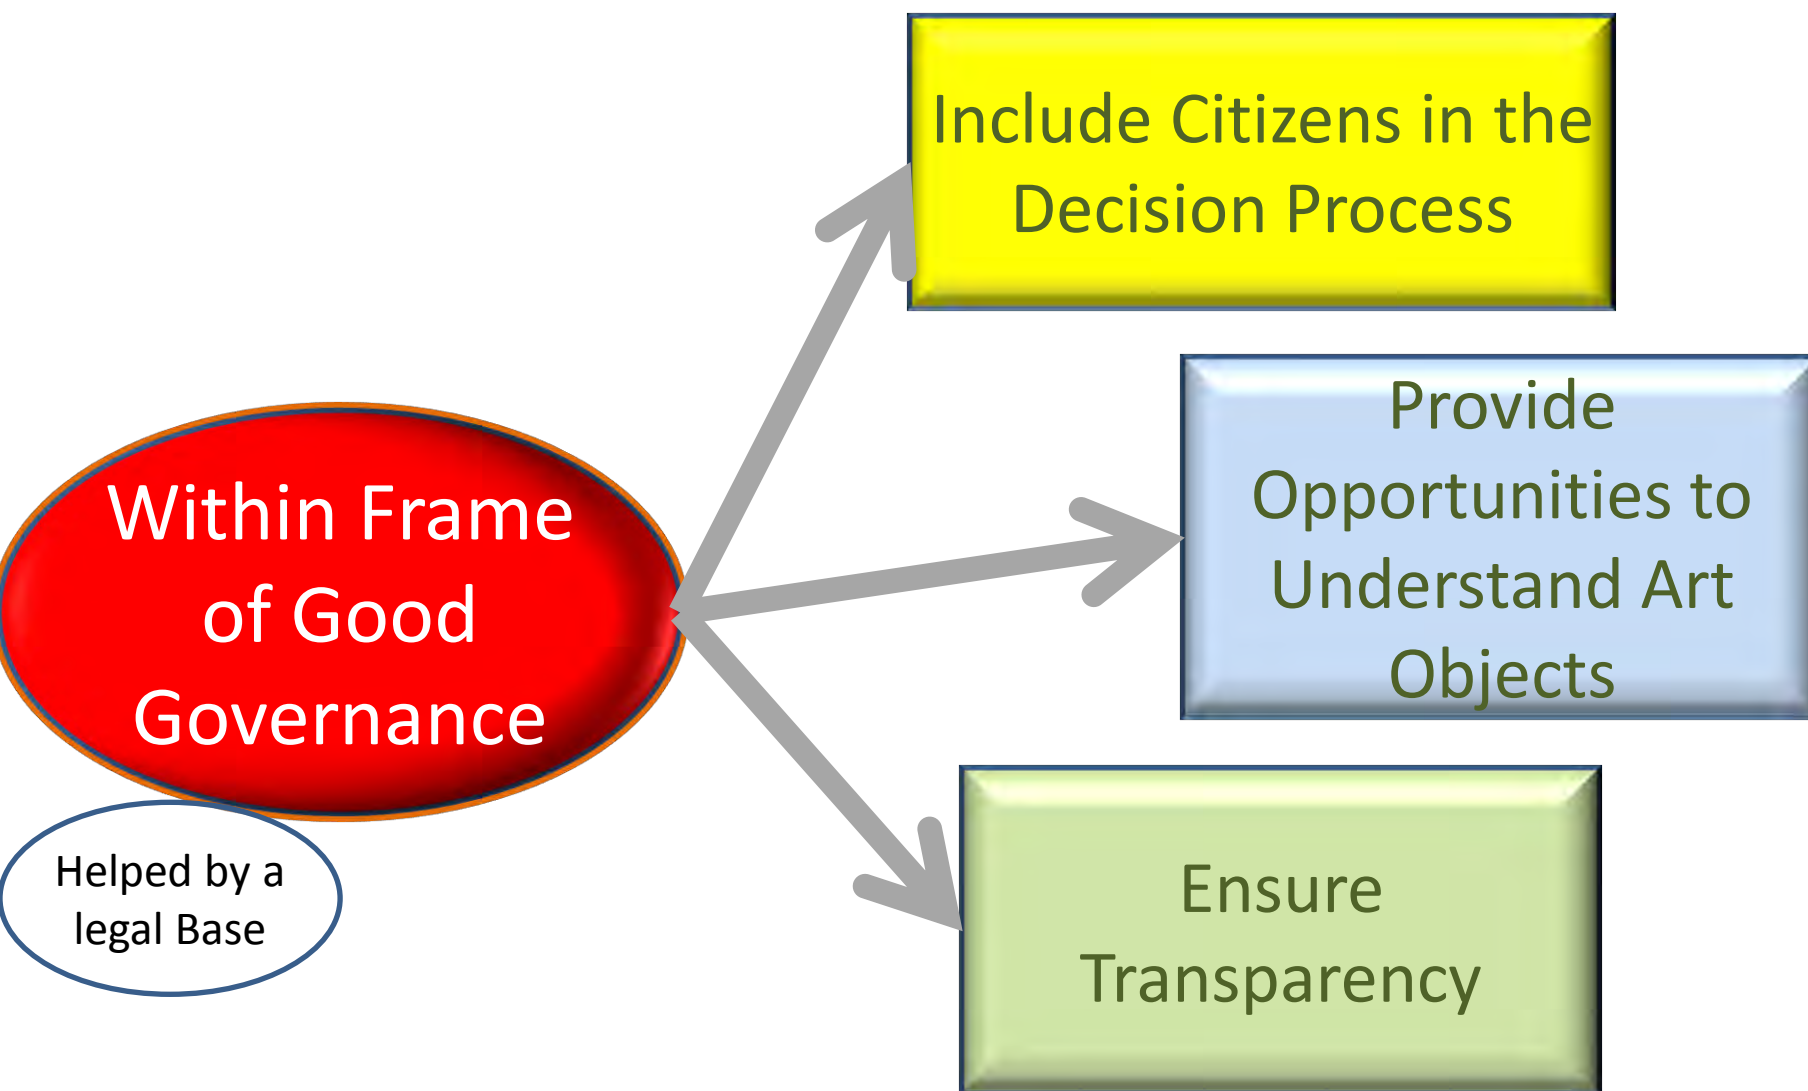 Include Citizens in the
Decision Process
Provide
Opportunities to
Understand Art
Objects
Within Frame
of Good
Governance
Helped by a
legal Base
Ensure
Transparency